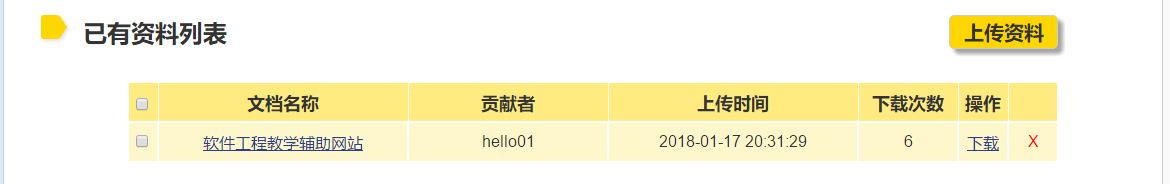 已有资料列表 上传资料
文档名称 贡献者 上传时间 下载次数 操作
软件工程教学辅助网站 hello01 2018-01-17 20:31:29 6 下载 X